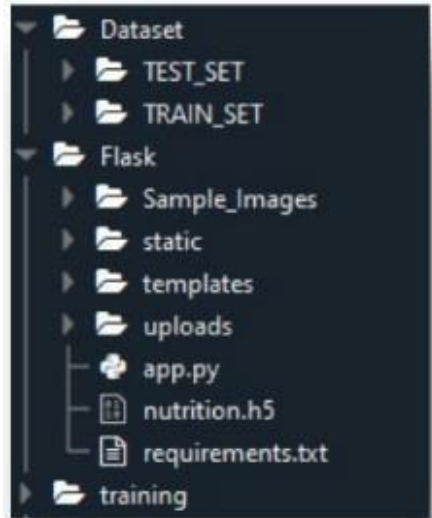 Dataset
TEST_SET
TRAIN_SET
Flask
Sample_Images
static
templates
uploads
app.py
nutrition.h5
requirements.txt
training